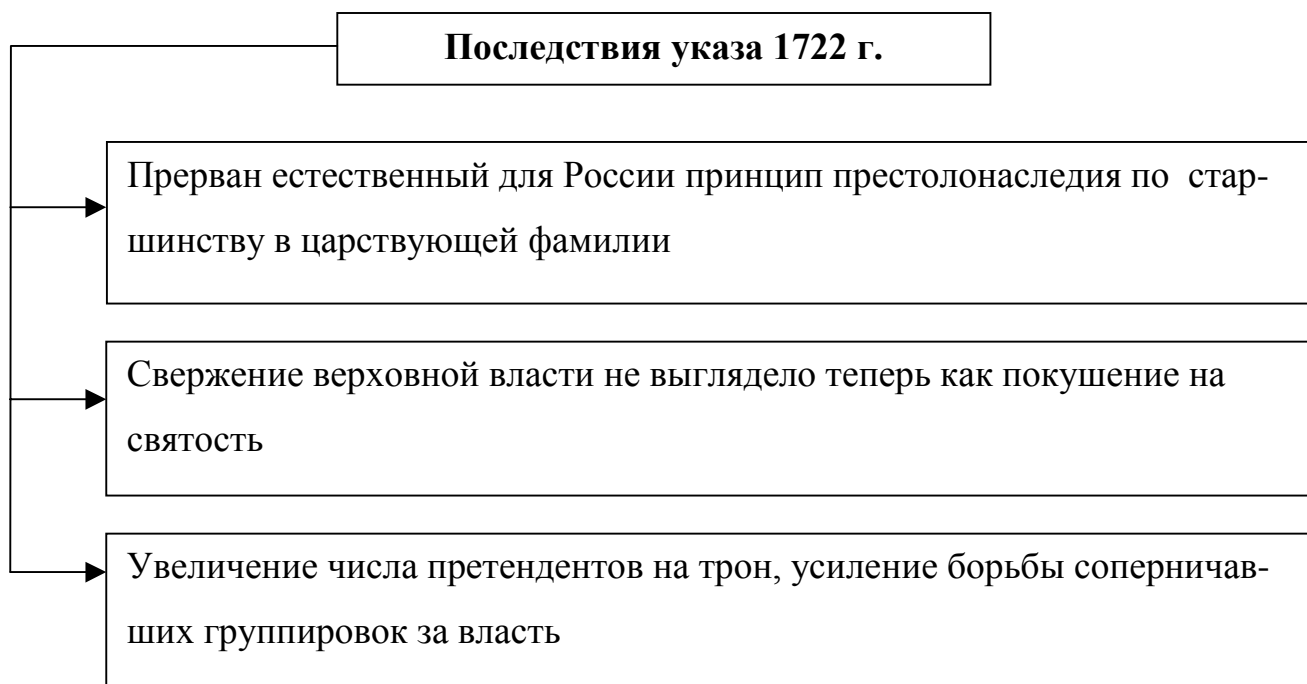 Последствия указа 1722 г.
Прерван естественный для России принцип престолонаследия по стар-
шинству в царствующей фамилии
Свержение верховной власти не выглядело теперь как покушение на
святость
Увеличение числа претендентов на трон, усиление борьбы соперничав-
ших группировок за власть